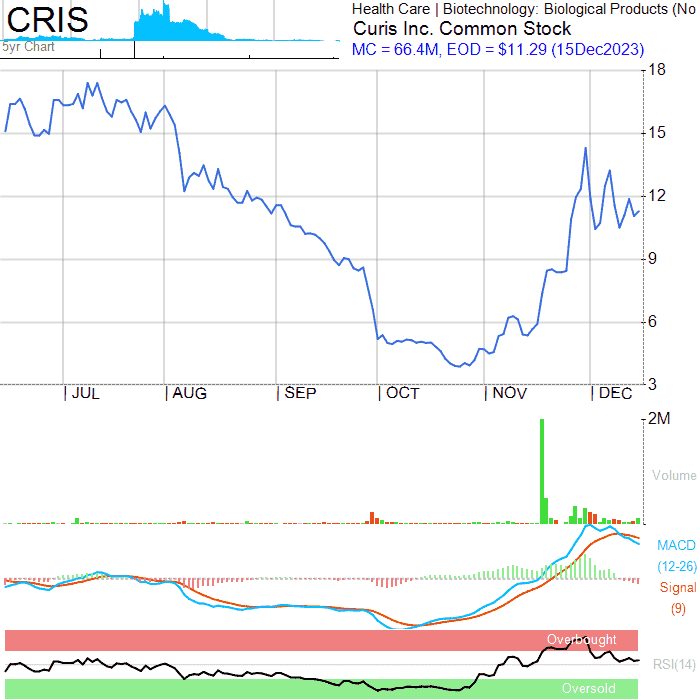 CRIS
5yr Chart
Health Care | Biotechnology: Biological Products (No
Curis Inc. Common Stock
MC = 66.4M, EOD = $11.29 (15Dec2023)
18
15
12
9
6
3
JUL AUG SEP OCT NOV DEC
2M
Volume
MACD
(12-26)
Signal
(9)
Overbought
RSI(14)
Oversold